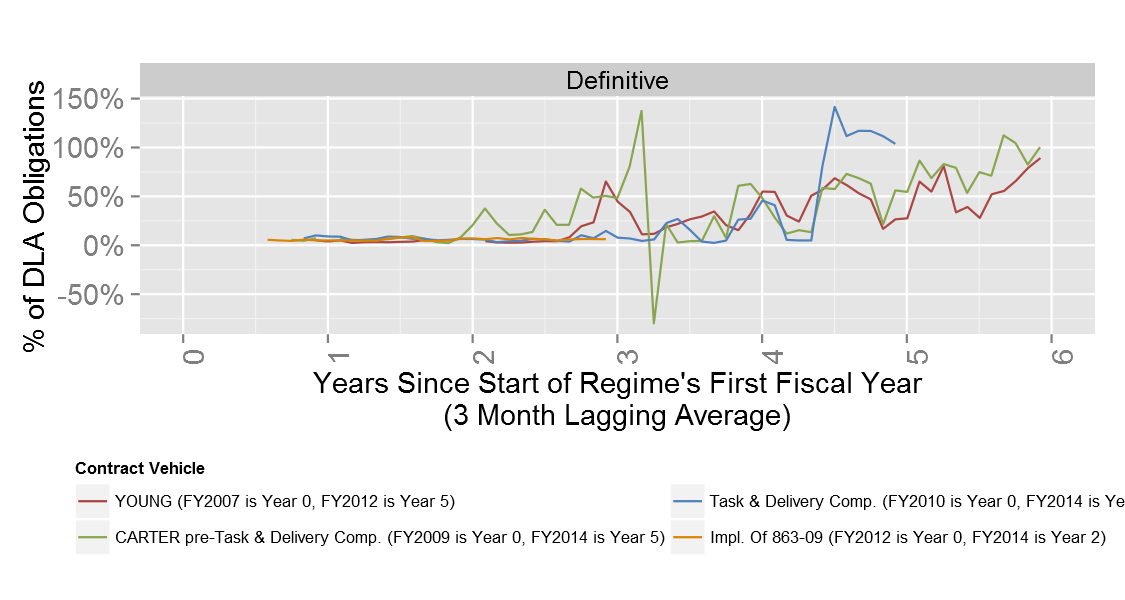 Definitive
% of DLA Obligations
150%
100%
50%
0%
-50%
0 1 2 3 4 5 6
Years Since Start of Regime's First Fiscal Year
(3 Month Lagging Average)
Contract Vehicle
YOUNG (FY2007 is Year 0, FY2012 is Year 5)
Task & Delivery Comp. (FY2010 is Year 0, FY2014 is Ye
CARTER pre-Task & Delivery Comp. (FY2009 is Year 0, FY2014 is Year 5)
Impl. Of 863-09 (FY2012 is Year 0, FY2014 is Year 2)